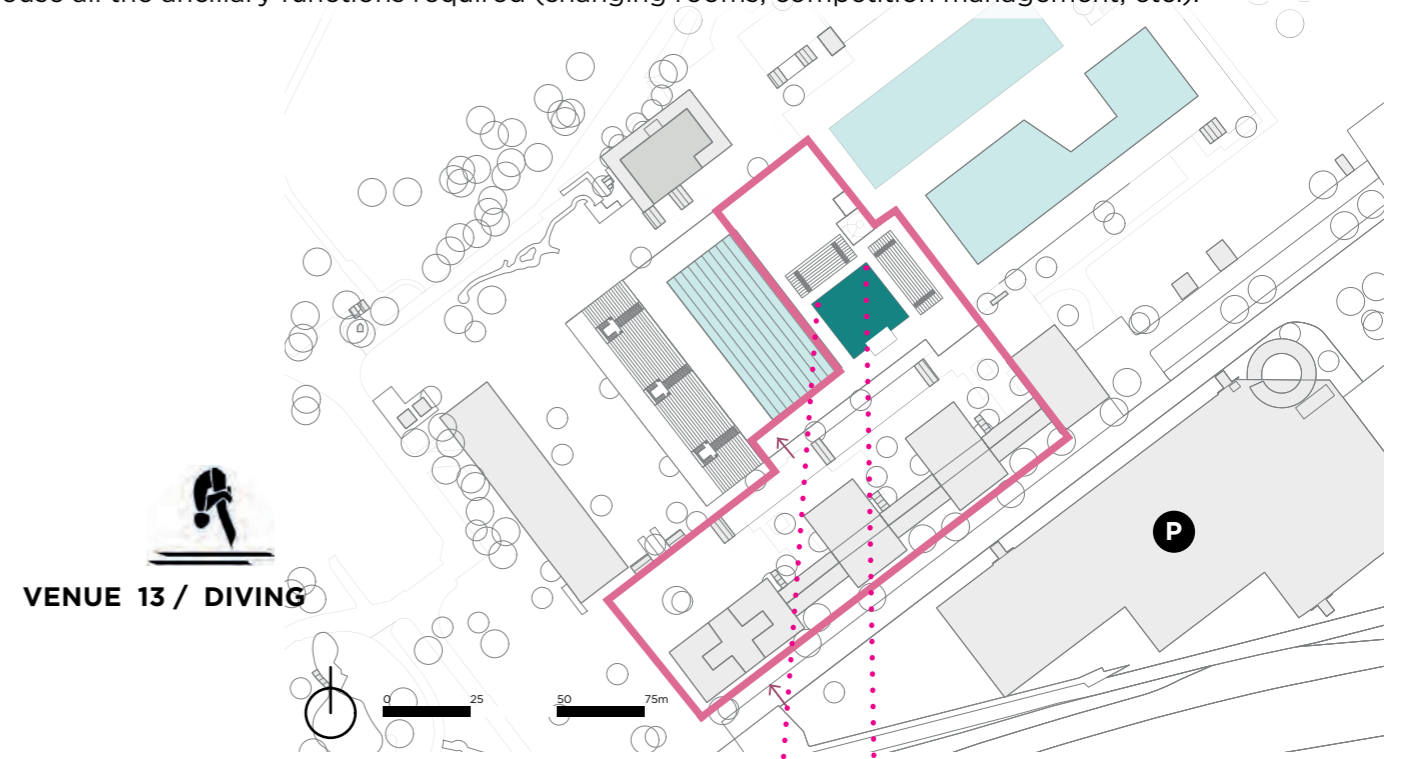 ouse all the ancillary functions required (changing rooms, competition management, etc.).
P
VENUE 13 / DIVING
0 25 50 75m